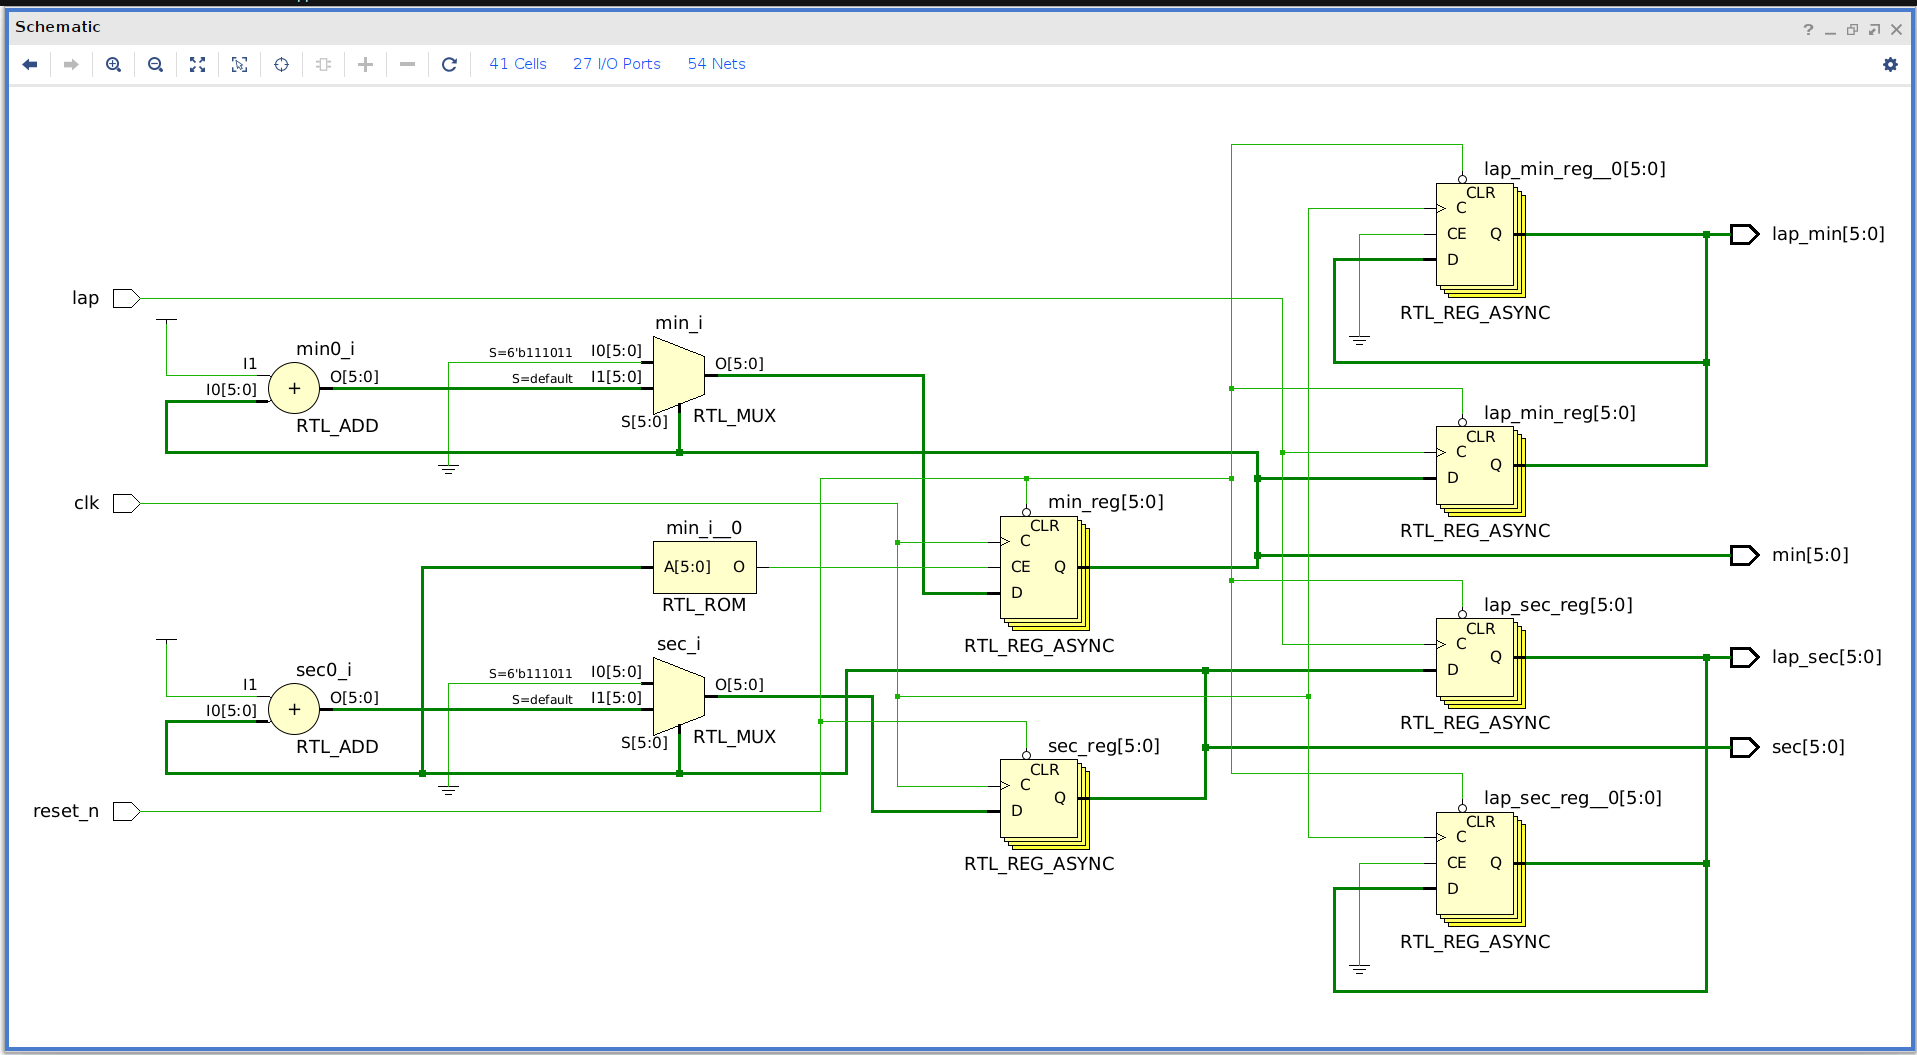 Schematic
?
41 Cells 27 I/O Ports 54 Nets
lap_min_reg__0[5:0]
CLR
C
CE Q
D
RTL_REG_ASYNC
lap_min[5:0]
lap
min_i
S=6'b111011 I0[5:0]
S=default I1[5:0]
O[5:0]
S[5:0]
RTL_MUX
min0_i
I1
I0[5:0]
O[5:0]
+
RTL_ADD
lap_min_reg[5:0]
CLR
C
Q
D
RTL_REG_ASYNC
clk
min_reg[5:0]
CLR
C
CE Q
D
RTL_REG_ASYNC
min_i__0
A[5:0] O
RTL_ROM
min[5:0]
lap_sec_reg[5:0]
CLR
C
Q
D
RTL_REG_ASYNC
lap_sec[5:0]
sec_i
S=6'b111011 I0[5:0]
S=default I1[5:0]
O[5:0]
S[5:0]
RTL_MUX
sec0_i
I1
I0[5:0]
O[5:0]
+
RTL_ADD
sec_reg[5:0]
CLR
C
Q
D
RTL_REG_ASYNC
sec[5:0]
reset_n
lap_sec_reg__0[5:0]
CLR
C
CE Q
D
RTL_REG_ASYNC